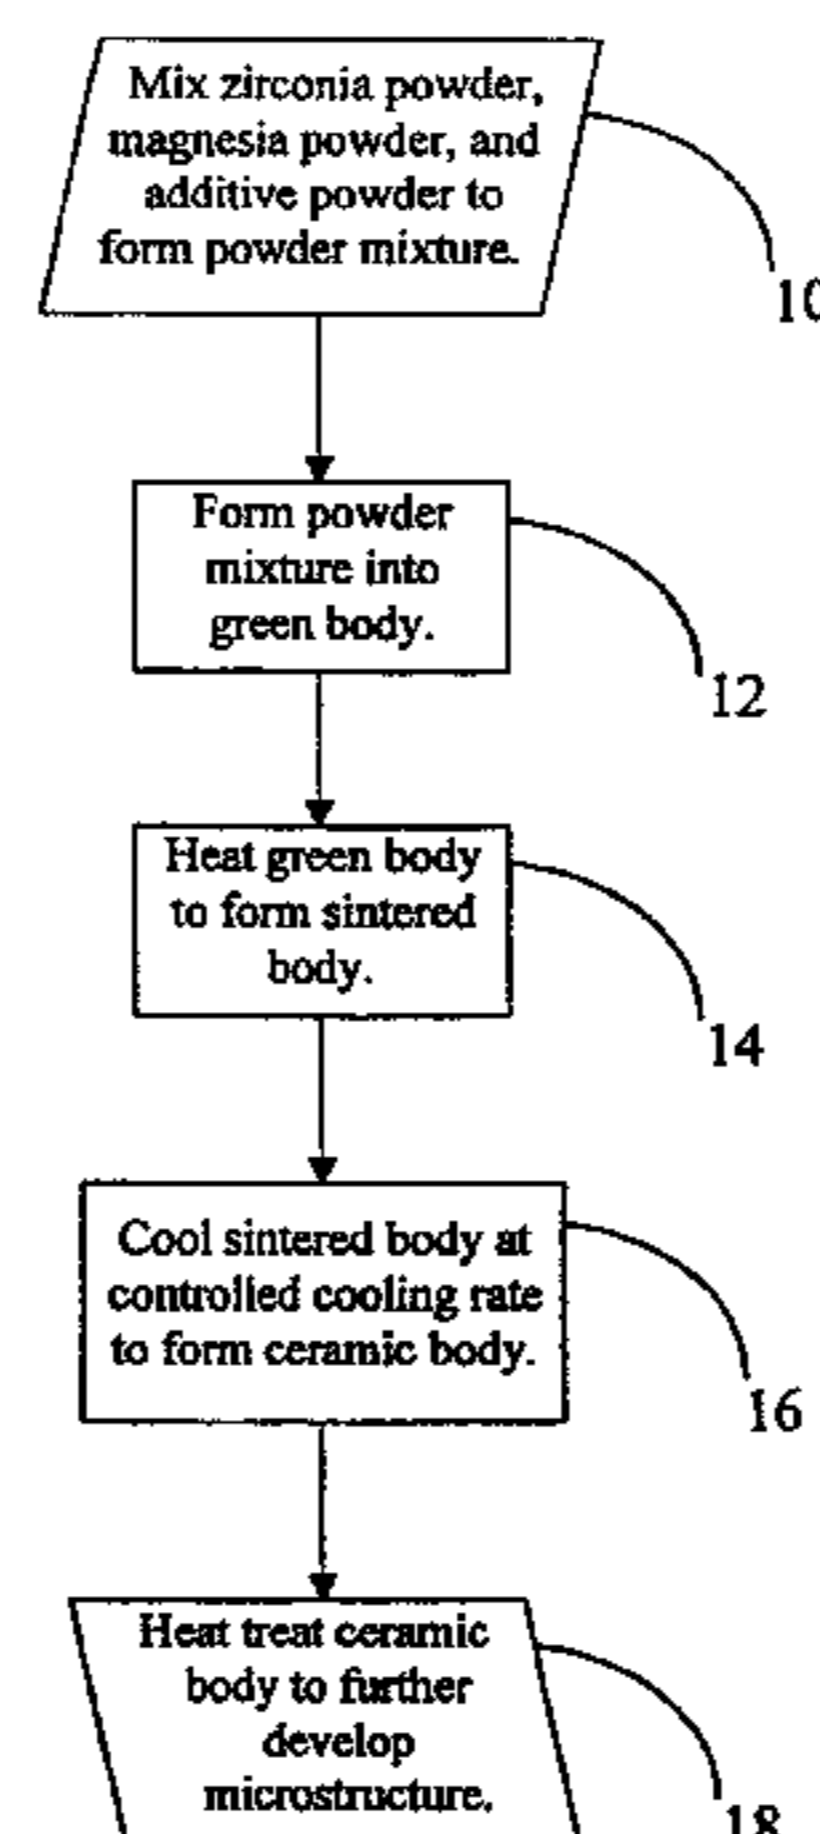 Mix zirconia powder,
magnesia powder, and
additive powder to
form powder mixture.
10
Form powder
mixture into
green body.
12
Heat green body
to form sintered
body.
14
Cool sintered body at
controlled cooling rate
to form ceramic body.
16
Heat treat ceramic
body to further
develop
microstructure.
18